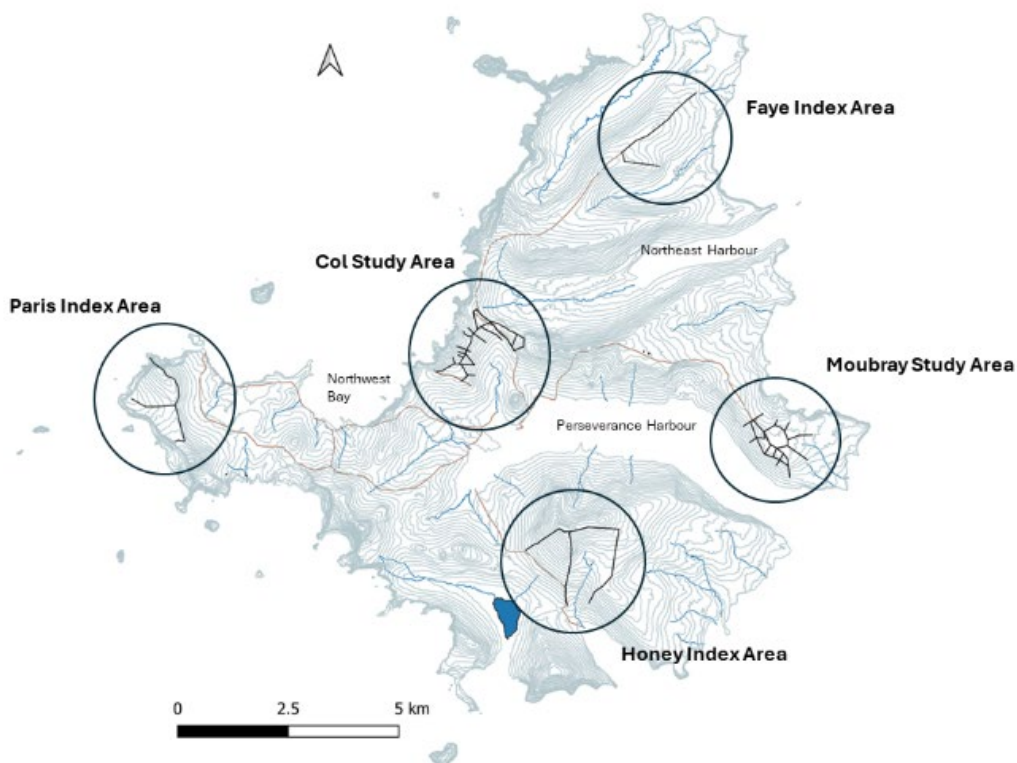 Faye Index Area
Northeast Harbour
Col Study Area
Paris Index Area
Moubray Study Area
Northwest
Bay
Perseverance Harbour
Honey Index Area
0 2.5 5 km